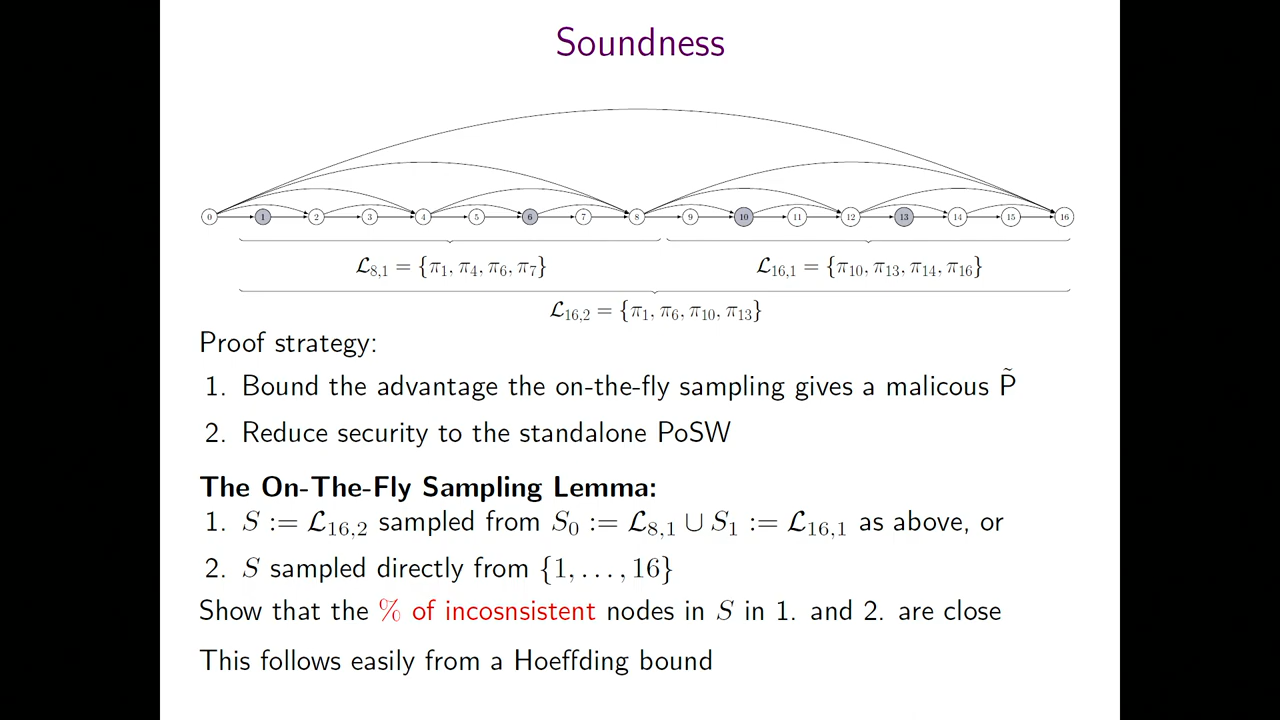 Soundness
0 1 2 3 4 5 6 7 8 9 10 11 12 13 14 15 16
ℒ₈,₁ = {π₁, π₄, π₆, π₇} ℒ₁₆,₁ = {π₁₀, π₁₃, π₁₄, π₁₆}
ℒ₁₆,₂ = {π₁, π₆, π₁₀, π₁₃}
Proof strategy:
1. Bound the advantage the on-the-fly sampling gives a malicous P̃
2. Reduce security to the standalone PoSW
The On-The-Fly Sampling Lemma:
1. S := ℒ₁₆,₂ sampled from S₀ := ℒ₈,₁ ∪ S₁ := ℒ₁₆,₁ as above, or
2. S sampled directly from {1, . . . , 16}
Show that the % of incosnsistent nodes in S in 1. and 2. are close
This follows easily from a Hoeffding bound